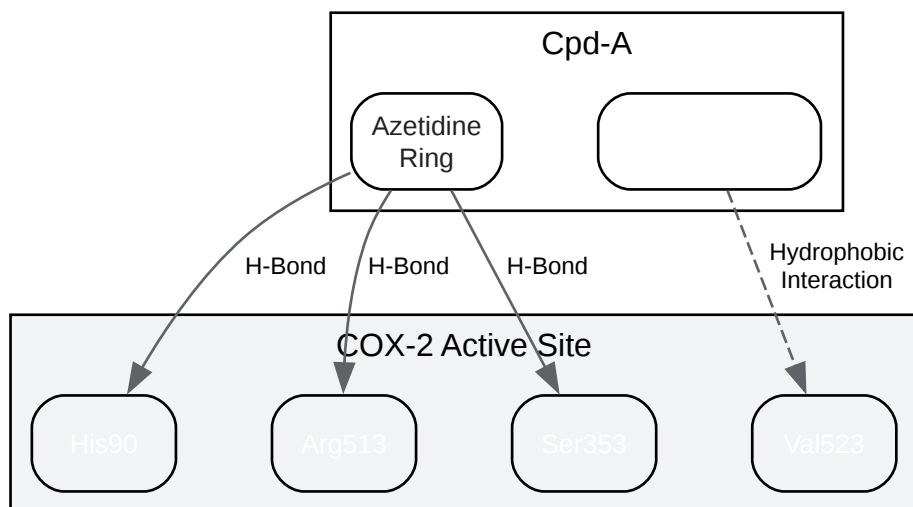 Cpd-A
Azetidine
Ring
H-Bond
H-Bond
H-Bond
Hydrophobic
Interaction
COX-2 Active Site
His90
Arg513
Ser353
Val523